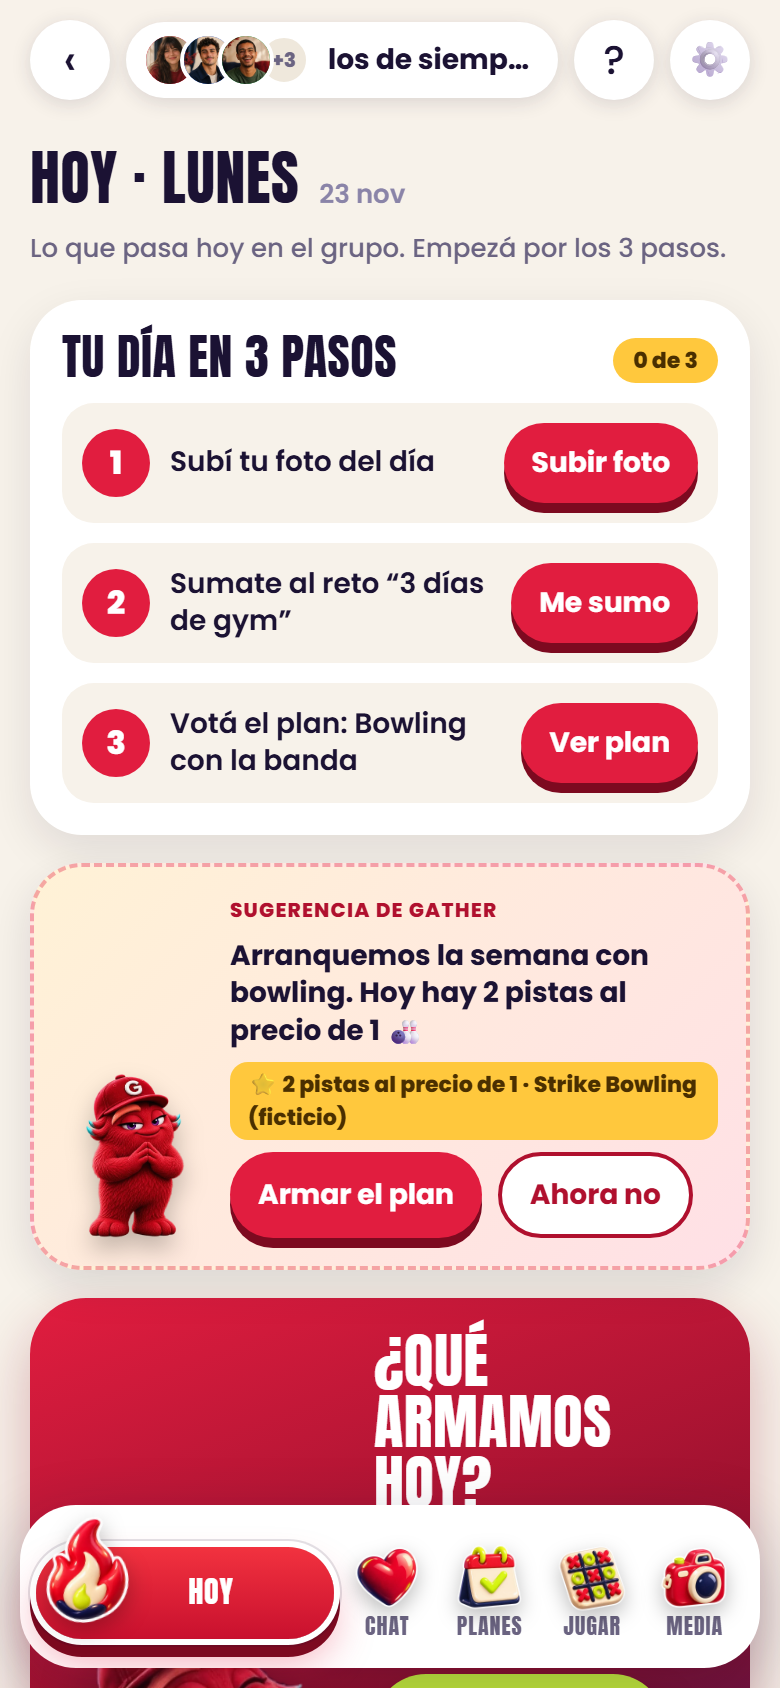 ‹
+3
los de siemp...
?
HOY · LUNES 23 nov
Lo que pasa hoy en el grupo. Empezá por los 3 pasos.
TU DÍA EN 3 PASOS
0 de 3
1
Subí tu foto del día
Subir foto
2
Sumate al reto “3 días
de gym”
Me sumo
3
Votá el plan: Bowling
con la banda
Ver plan
SUGERENCIA DE GATHER
Arranquemos la semana con
bowling. Hoy hay 2 pistas al
precio de 1 🎳
⭐ 2 pistas al precio de 1 · Strike Bowling
(ficticio)
G
Armar el plan
Ahora no
¿QUÉ
ARMAMOS
HOY?
HOY
CHAT
PLANES
JUGAR
MEDIA